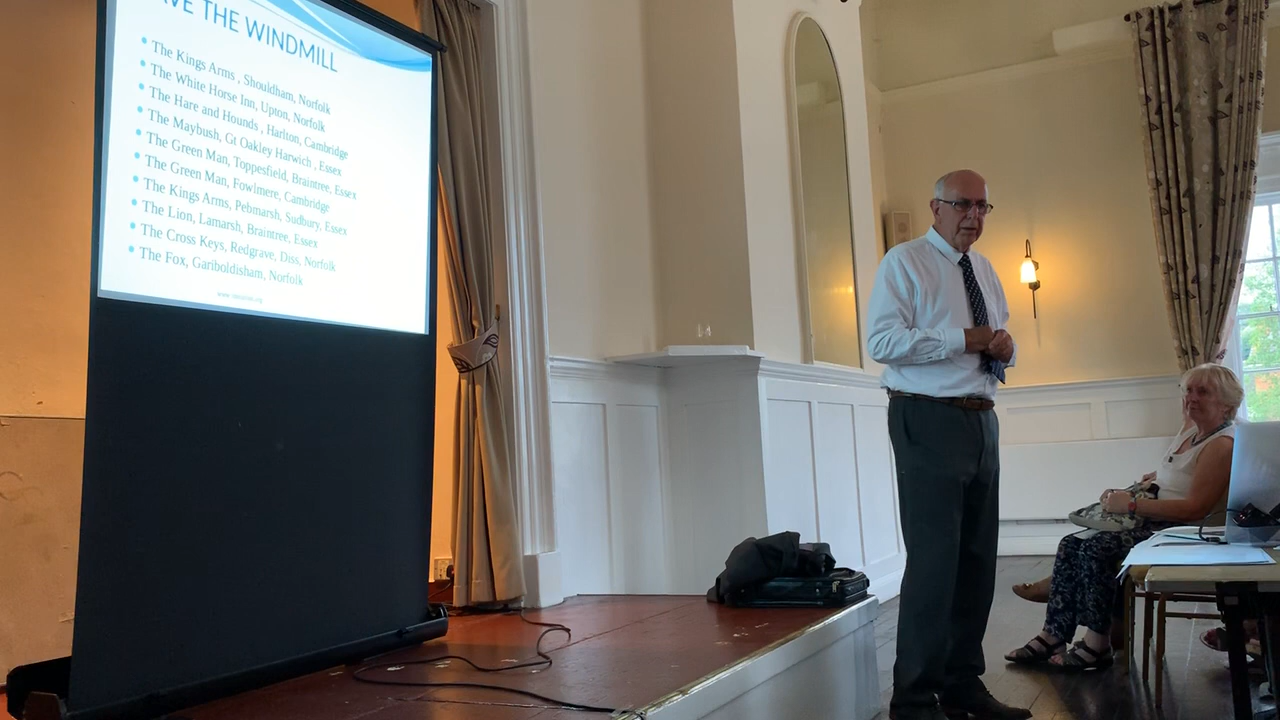 THE WINDMILL
• The Kings Arms , Shouldham, Norfolk
• The White Horse Inn, Upton, Norfolk
• The Hare and Hounds , Harlton, Cambridge
• The Maybush, Gt Oakley Harwich , Essex
• The Green Man, Toppesfield, Braintree, Essex
• The Green Man, Fowlmere, Cambridge
• The Kings Arms, Pebmarsh, Sudbury, Essex
• The Lion, Lamarsh, Braintree, Essex
• The Cross Keys, Redgrave, Diss, Norfolk
• The Fox, Gariboldisham, Norfolk